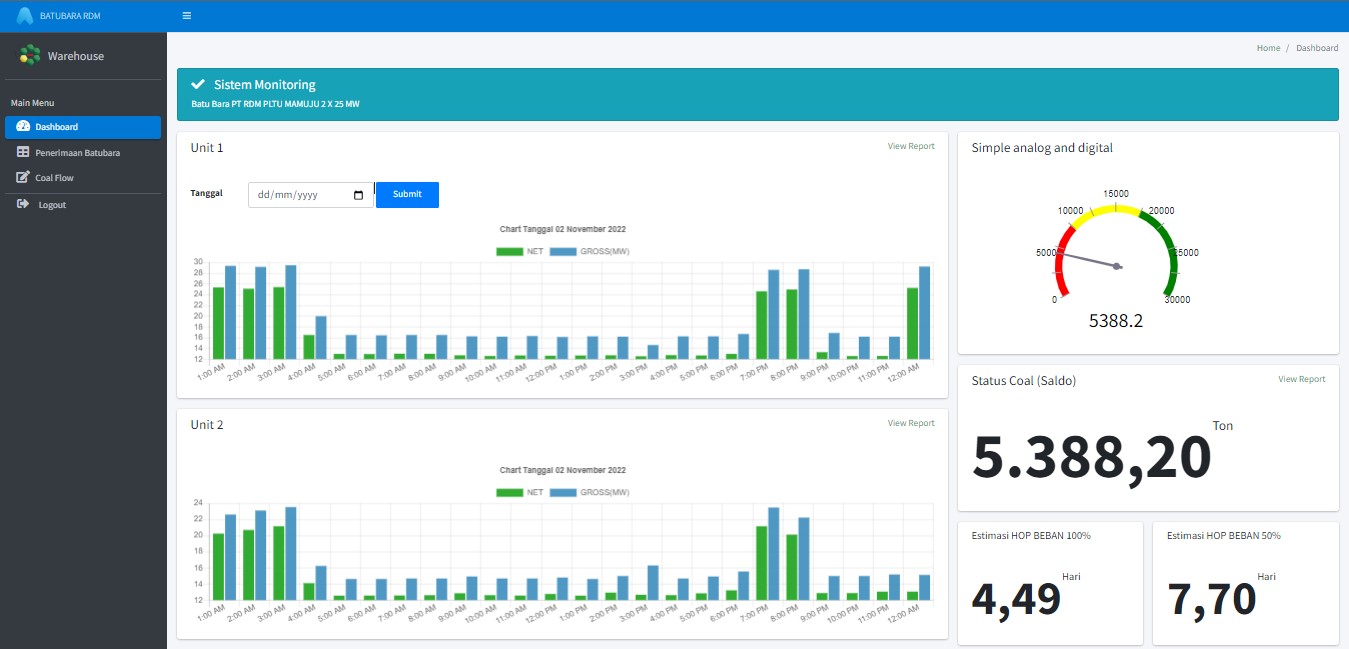 BATUBARA RDM
Warehouse
Main Menu
Dashboard
Penerimaan Batubara
Coal Flow
Logout
Home / Dashboard
Sistem Monitoring
Batu Bara PT RDM PLTU MAMUJU 2 X 25 MW
Unit 1
View Report
Tanggal
dd/mm/yyyy
Submit
Chart Tanggal 02 November 2022
NET
GROSS(MW)
30
28
26
24
22
20
18
16
14
12
1:00 AM
2:00 AM
3:00 AM
4:00 AM
5:00 AM
6:00 AM
7:00 AM
8:00 AM
9:00 AM
10:00 AM
11:00 AM
12:00 PM
1:00 PM
2:00 PM
3:00 PM
4:00 PM
5:00 PM
6:00 PM
7:00 PM
8:00 PM
9:00 PM
10:00 PM
11:00 PM
12:00 AM
Unit 2
View Report
Chart Tanggal 02 November 2022
NET
GROSS(MW)
24
22
20
18
16
14
12
1:00 AM
2:00 AM
3:00 AM
4:00 AM
5:00 AM
6:00 AM
7:00 AM
8:00 AM
9:00 AM
10:00 AM
11:00 AM
12:00 PM
1:00 PM
2:00 PM
3:00 PM
4:00 PM
5:00 PM
6:00 PM
7:00 PM
8:00 PM
9:00 PM
10:00 PM
11:00 PM
12:00 AM
Simple analog and digital
0
5000
10000
15000
20000
25000
30000
5388.2
Status Coal (Saldo)
View Report
5.388,20 Ton
Estimasi HOP BEBAN 100%
4,49 Hari
Estimasi HOP BEBAN 50%
7,70 Hari